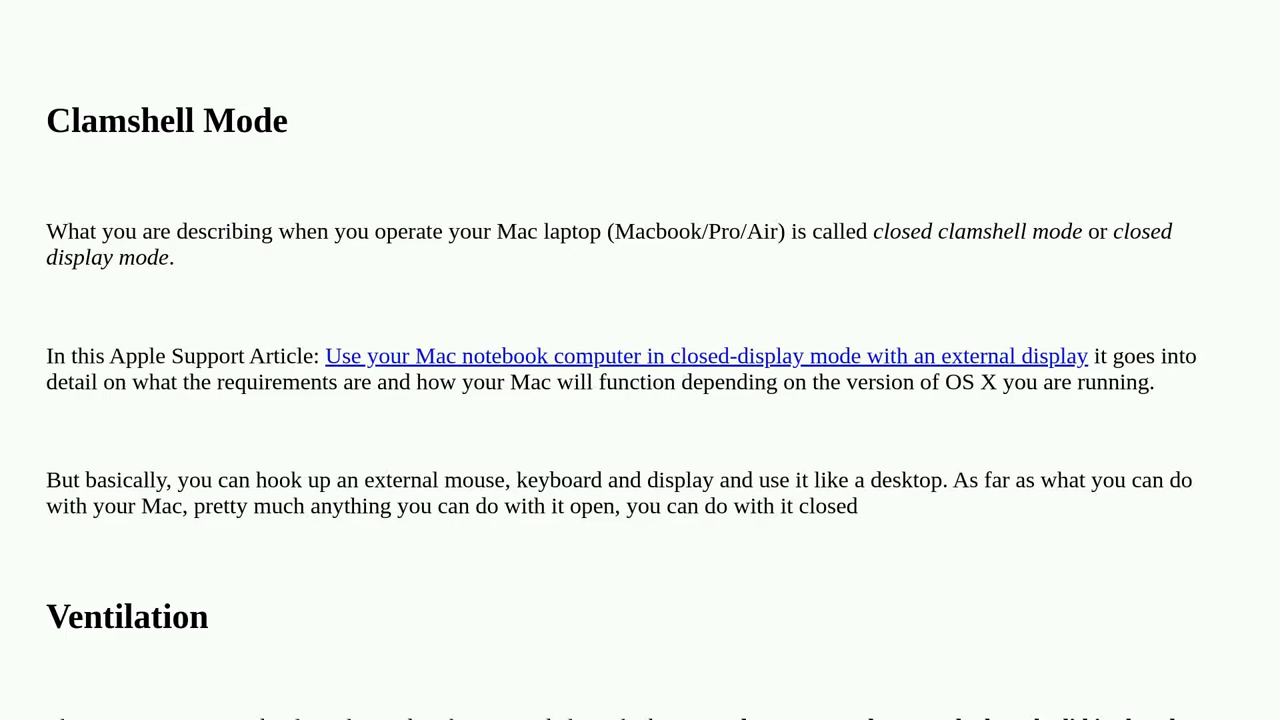 Clamshell Mode
What you are describing when you operate your Mac laptop (Macbook/Pro/Air) is called closed clamshell mode or closed
display mode.
In this Apple Support Article: Use your Mac notebook computer in closed-display mode with an external display it goes into
detail on what the requirements are and how your Mac will function depending on the version of OS X you are running.
But basically, you can hook up an external mouse, keyboard and display and use it like a desktop. As far as what you can do
with your Mac, pretty much anything you can do with it open, you can do with it closed
Ventilation